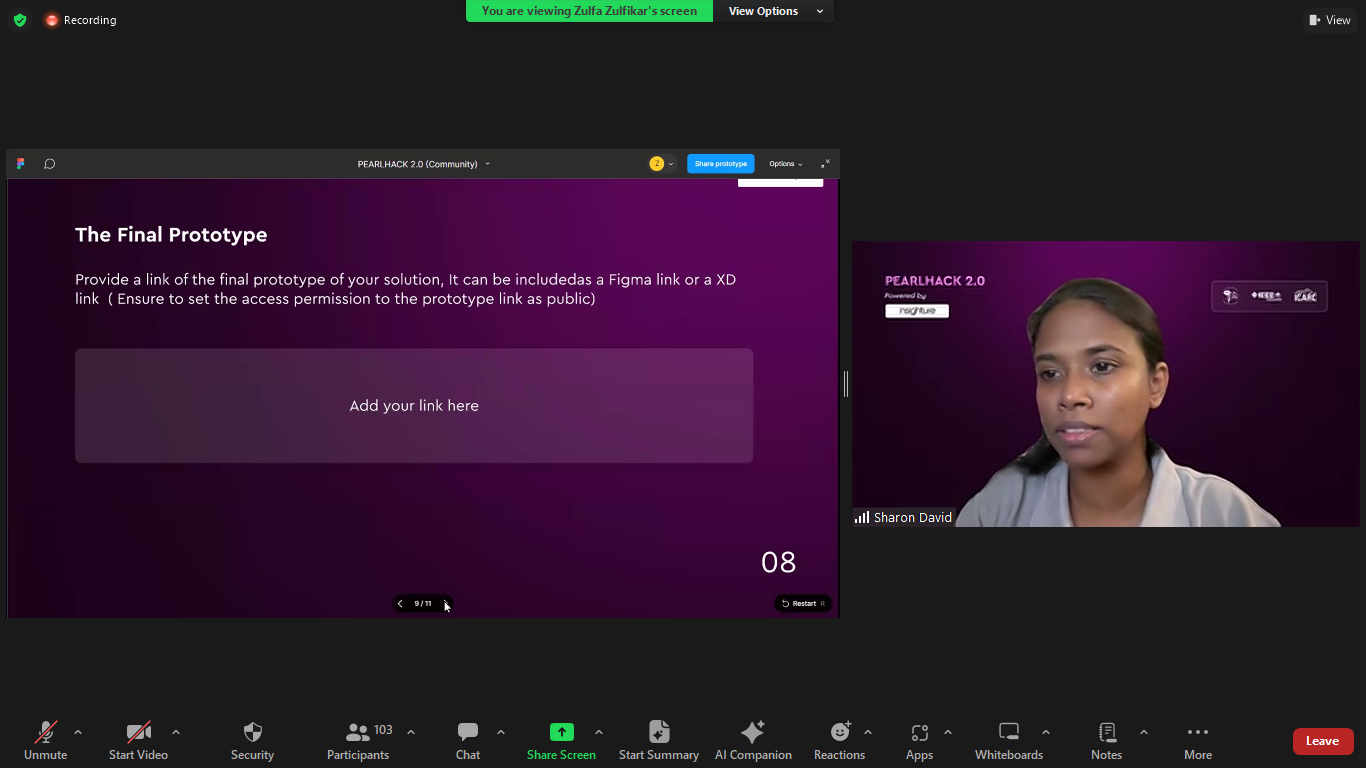 You are viewing Zulfa Zulfikar's screen
View Options
Recording
View
PEARLHACK 2.0 (Community)
Z
Share prototype
Options
The Final Prototype
Provide a link of the final prototype of your solution, It can be includedas a Figma link or a XD
link ( Ensure to set the access permission to the prototype link as public)
Add your link here
08
9 / 11
Restart R
PEARLHACK 2.0
Powered by
insighture
IEEE
ICARC
Sharon David
Unmute
Start Video
Security
Participants
103
Chat
Share Screen
Start Summary
AI Companion
Reactions
Apps
Whiteboards
Notes
More
Leave